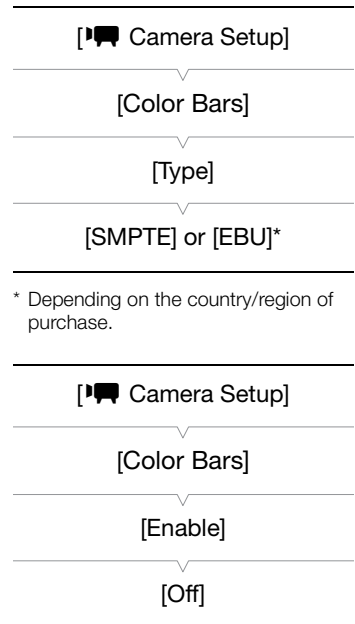 [ Camera Setup]
[Color Bars]
[Type]
[SMPTE] or [EBU]*
* Depending on the country/region of
purchase.
[ Camera Setup]
[Color Bars]
[Enable]
[Off]